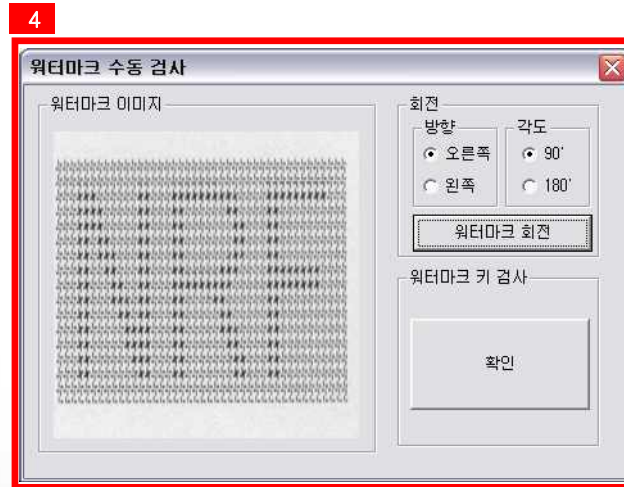 4
워터마크 수동 검사
워터마크 이미지
NRF
회전
방향
오른쪽
왼쪽
각도
90˚
180˚
워터마크 회전
워터마크 키 검사
확인